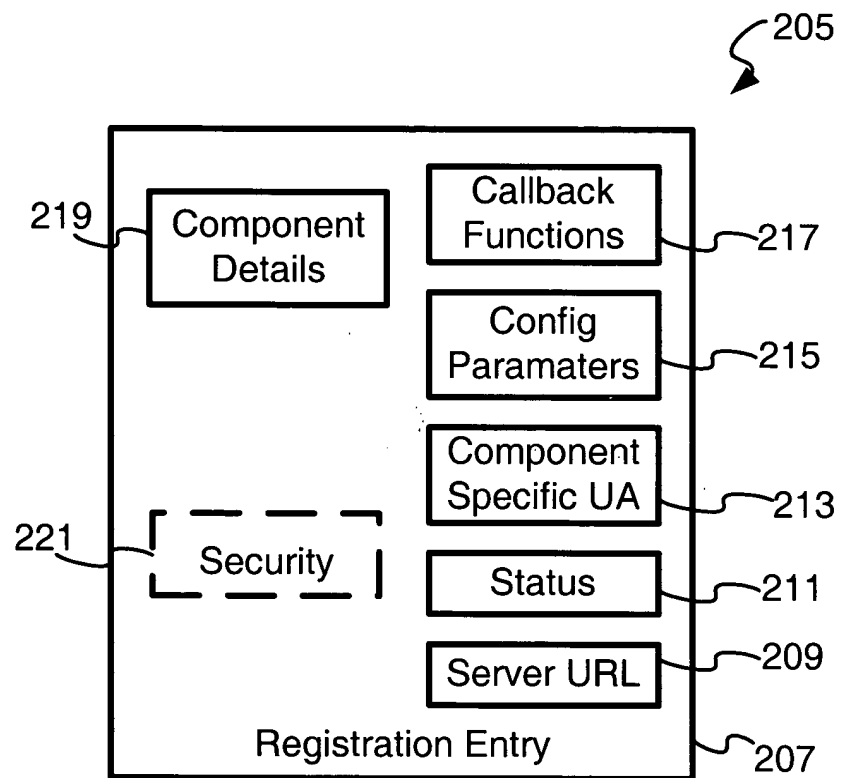 205
Callback
Functions
217
219
Component
Details
Config
Paramaters
215
Component
Specific UA
213
221
Security
Status
211
Server URL
209
Registration Entry
207